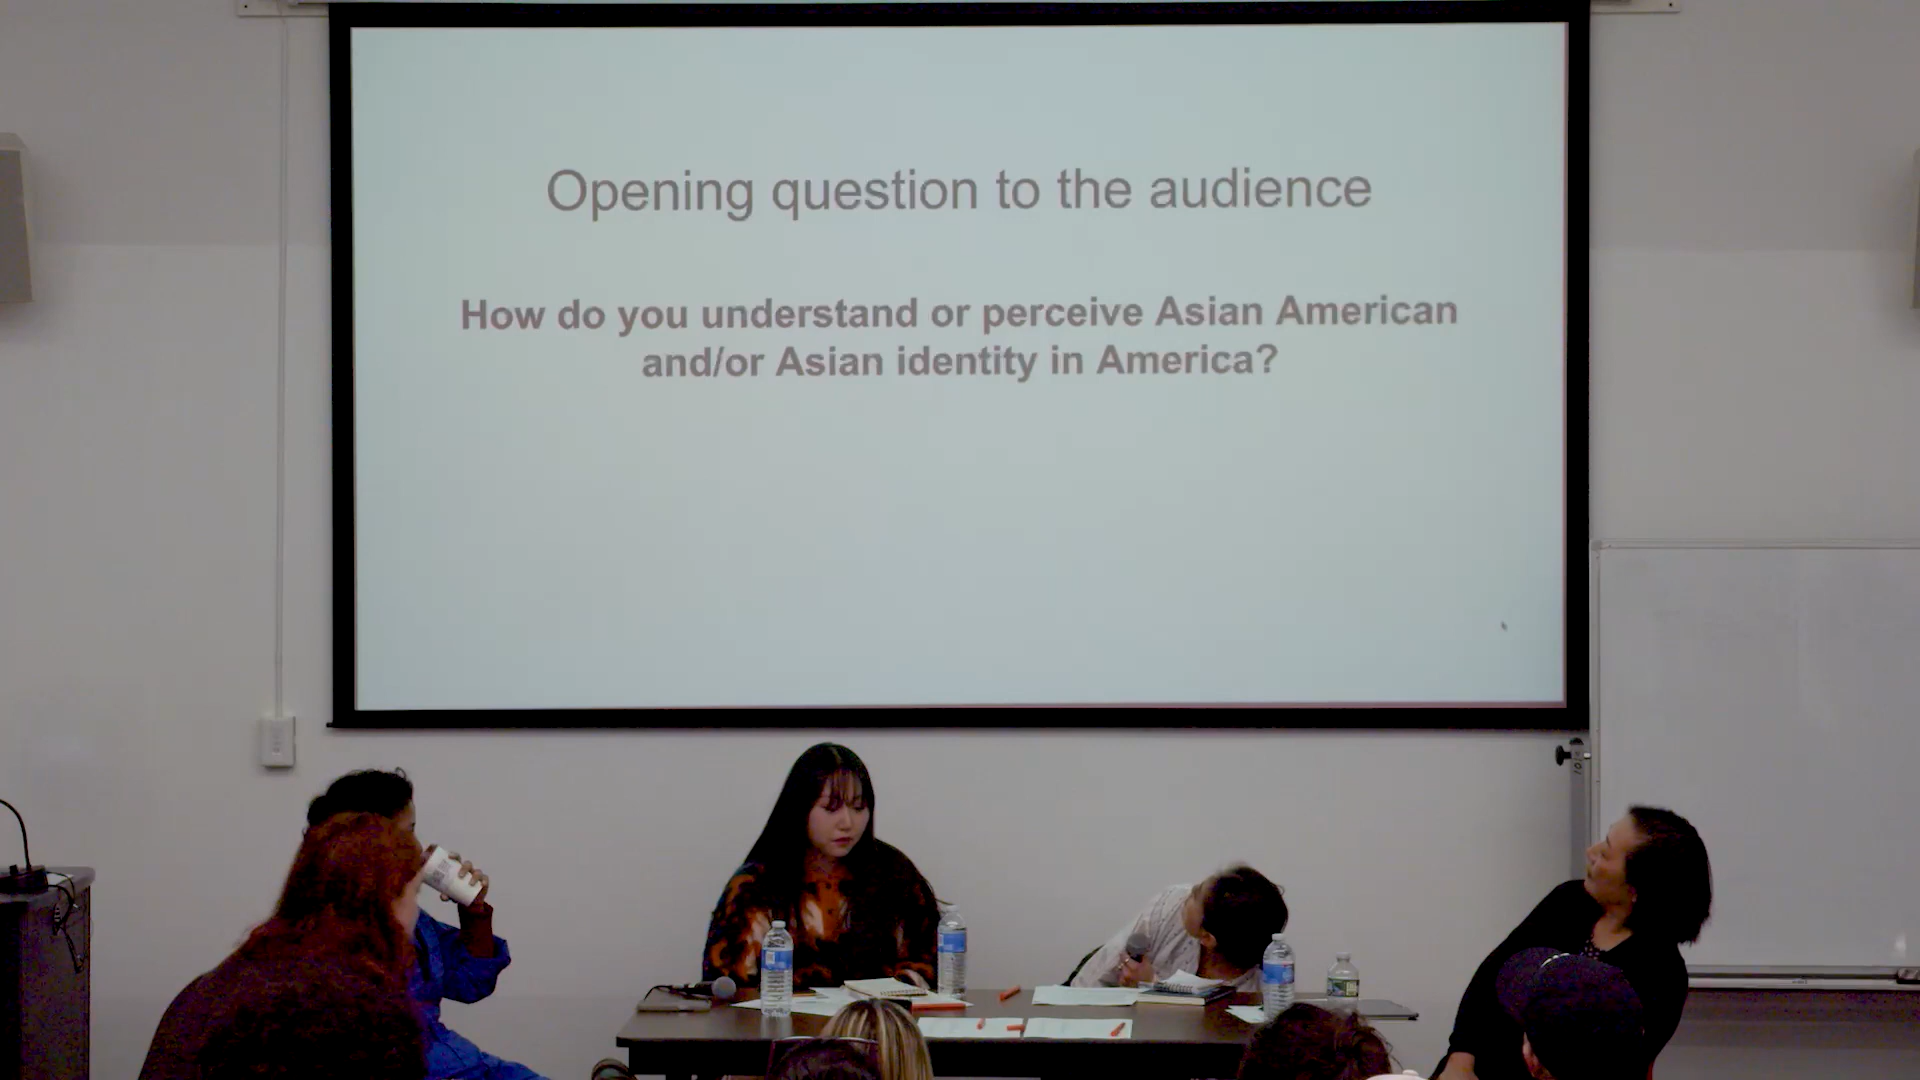 Opening question to the audience
How do you understand or perceive Asian American
and/or Asian identity in America?